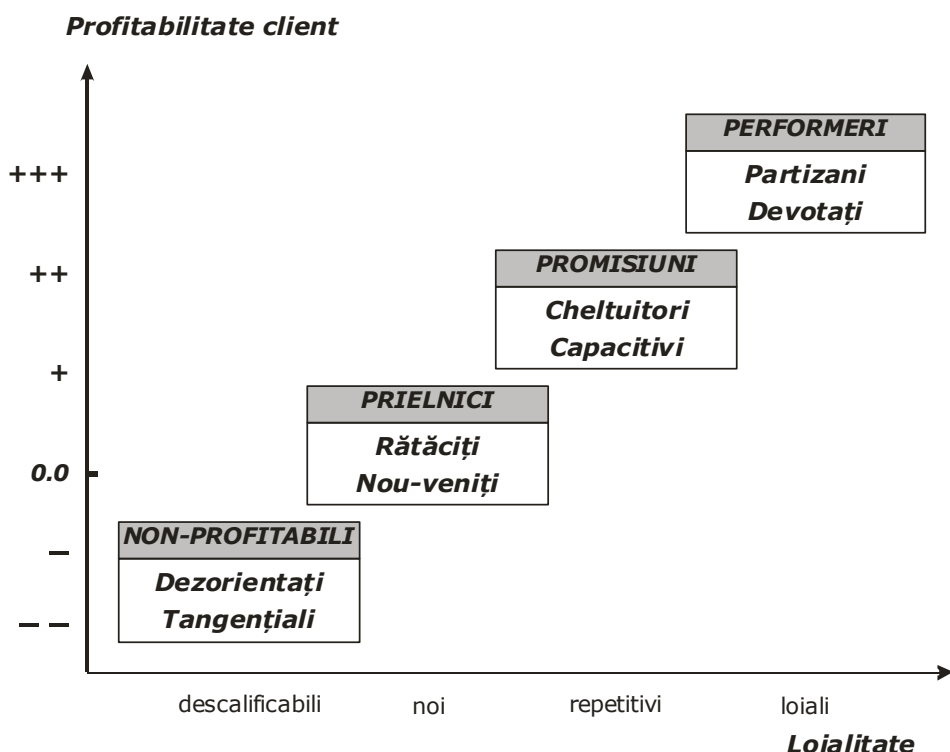 Profitabilitate client
PERFORMERI
+++
Partizani
Devotați
++
PROMISIUNI
Cheltuitori
Capacitivi
+
PRIELNICI
Rătăciți
Nou-veniți
0.0
NON-PROFITABILI
–
Dezorientați
Tangențiali
– –
descalificabili noi repetitivi loiali
Loialitate